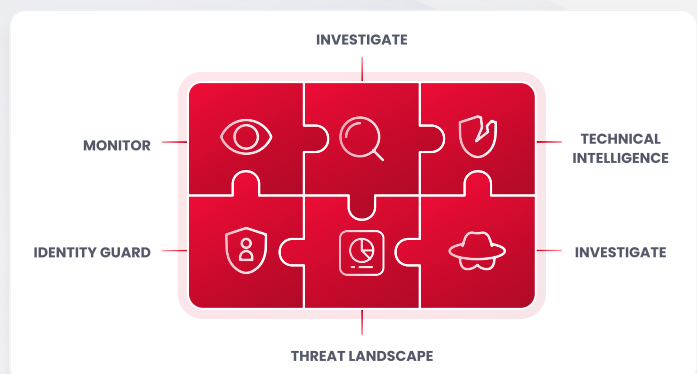 INVESTIGATE
MONITOR
TECHNICAL
INTELLIGENCE
IDENTITY GUARD
INVESTIGATE
THREAT LANDSCAPE